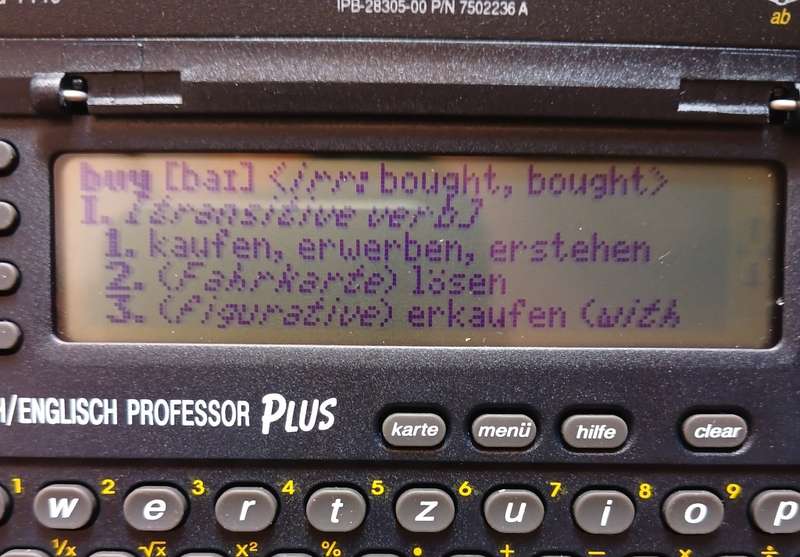 IPB-28305-00 P/N 7502236 A
ab
buy [baɪ] <irr: bought, bought>
I. [transitive verb]
1. kaufen, erwerben, erstehen
2. (Fahrkarte) lösen
3. (figurative) erkaufen (with
/ENGLISCH PROFESSOR PLUS
karte menü hilfe clear
1 2 3 4 5 6 7 8 9
w e r t z u i o p
1/x √x x² % • + − × ÷